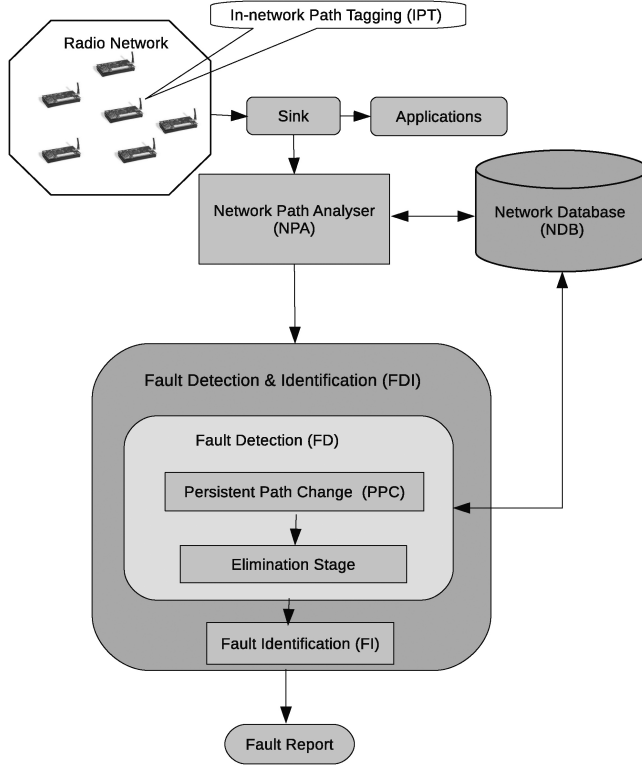 In-network Path Tagging (IPT)
Radio Network
Sink
Applications
Network Path Analyser
(NPA)
Network Database
(NDB)
Fault Detection & Identification (FDI)
Fault Detection (FD)
Persistent Path Change (PPC)
Elimination Stage
Fault Identification (FI)
Fault Report